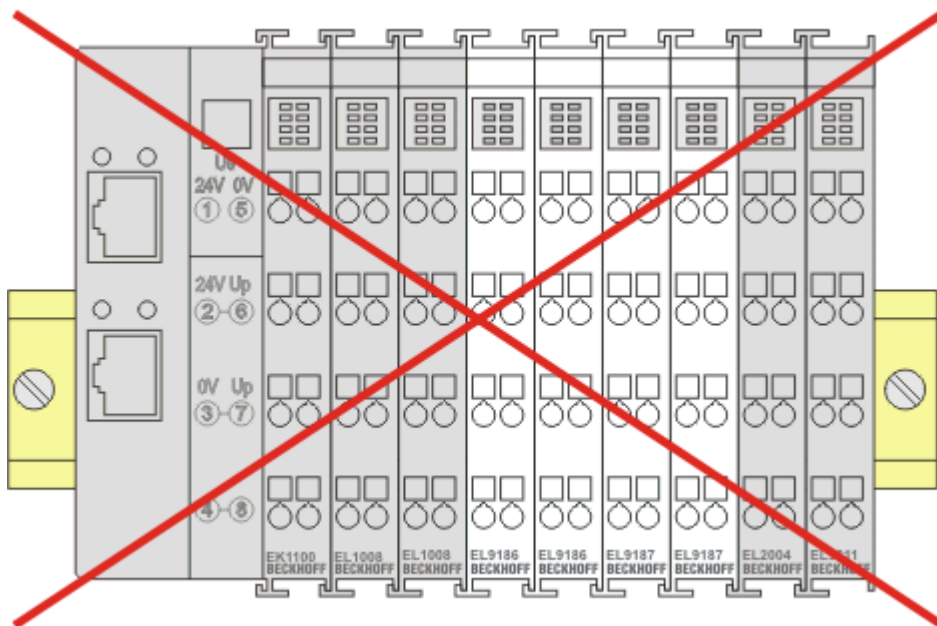 Us
24V 0V
1 5
24V Up
2 6
0V Up
3 7
4 8
EK1100 EL1008 EL1008 EL9186 EL9186 EL9187 EL9187 EL2004
BECKHOFF BECKHOFF BECKHOFF BECKHOFF BECKHOFF BECKHOFF BECKHOFF BECKHOFF BECKHOFF